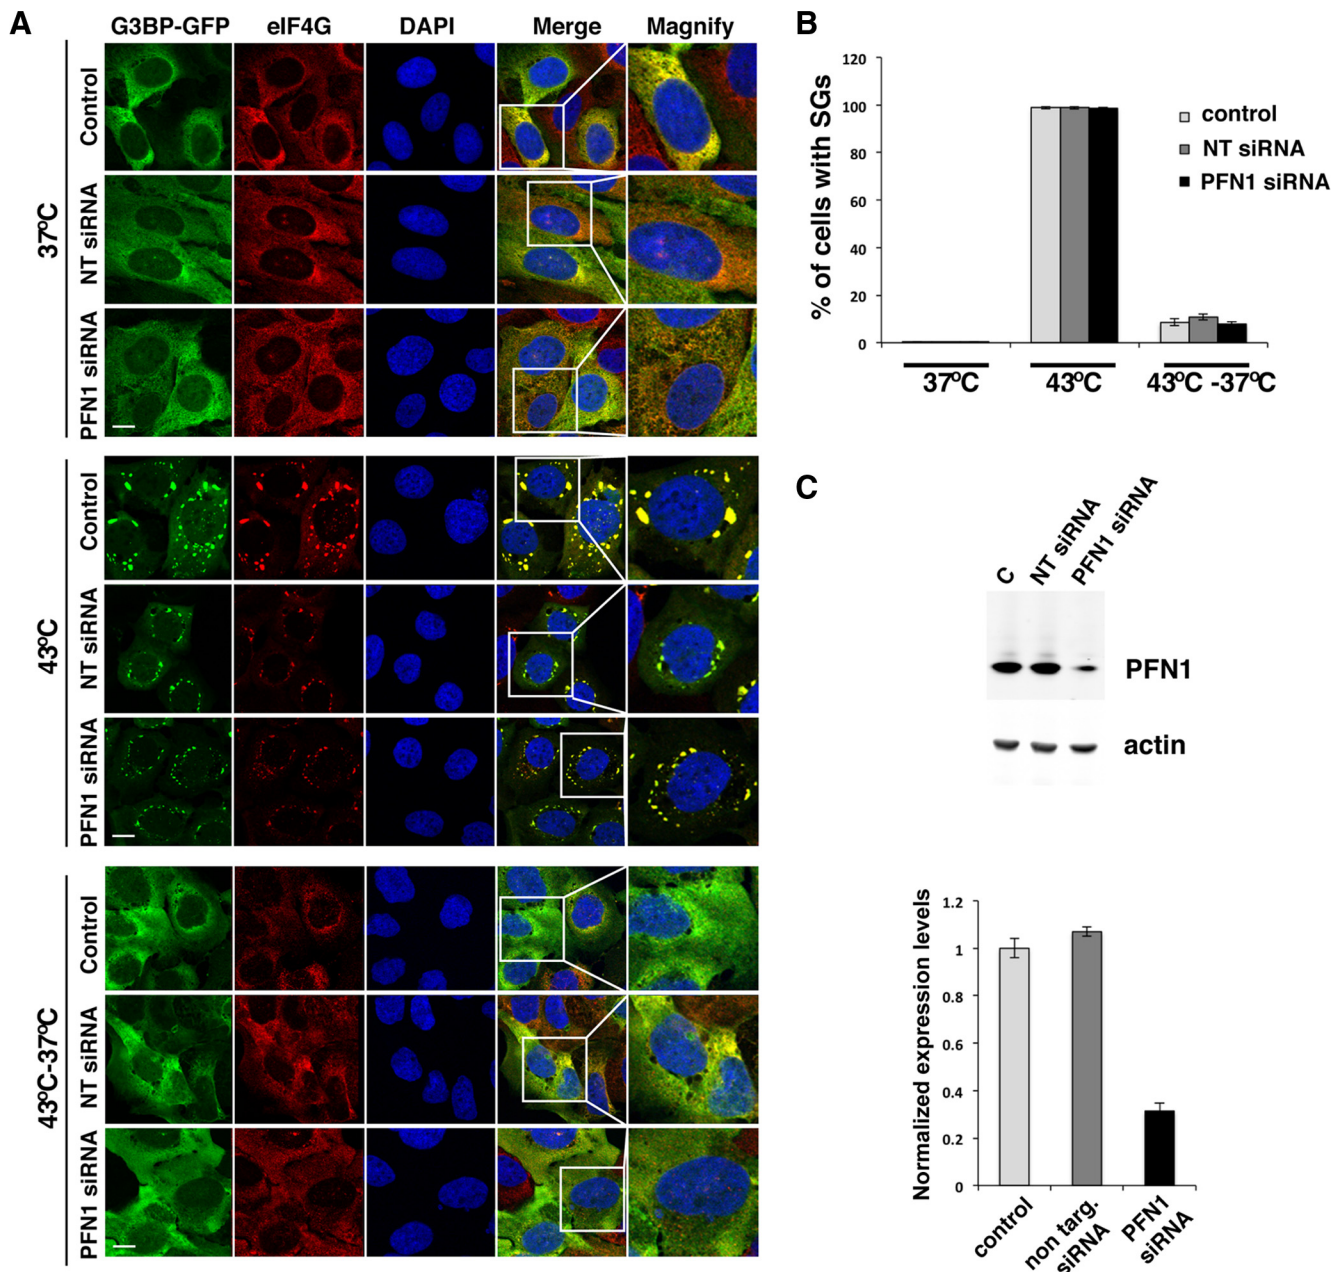 A
G3BP-GFP eIF4G DAPI Merge Magnify
37ºC
Control
NT siRNA
PFN1 siRNA
43ºC
Control
NT siRNA
PFN1 siRNA
43ºC-37ºC
Control
NT siRNA
PFN1 siRNA
B
% of cells with SGs
120
100
80
60
40
20
0
37ºC 43ºC 43ºC -37ºC
control
NT siRNA
PFN1 siRNA
C
C NT siRNA PFN1 siRNA
PFN1
actin
Normalized expression levels
1.2
1
0.8
0.6
0.4
0.2
0
control
non targ.
siRNA
PFN1
siRNA